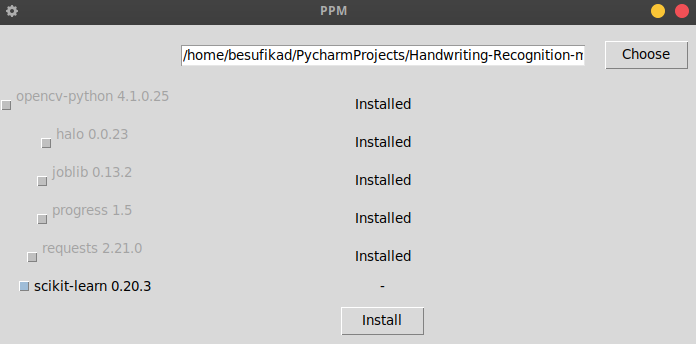 PPM
/home/besufikad/PycharmProjects/Handwriting-Recognition-m Choose
opencv-python 4.1.0.25 Installed
halo 0.0.23 Installed
joblib 0.13.2 Installed
progress 1.5 Installed
requests 2.21.0 Installed
scikit-learn 0.20.3 -
Install